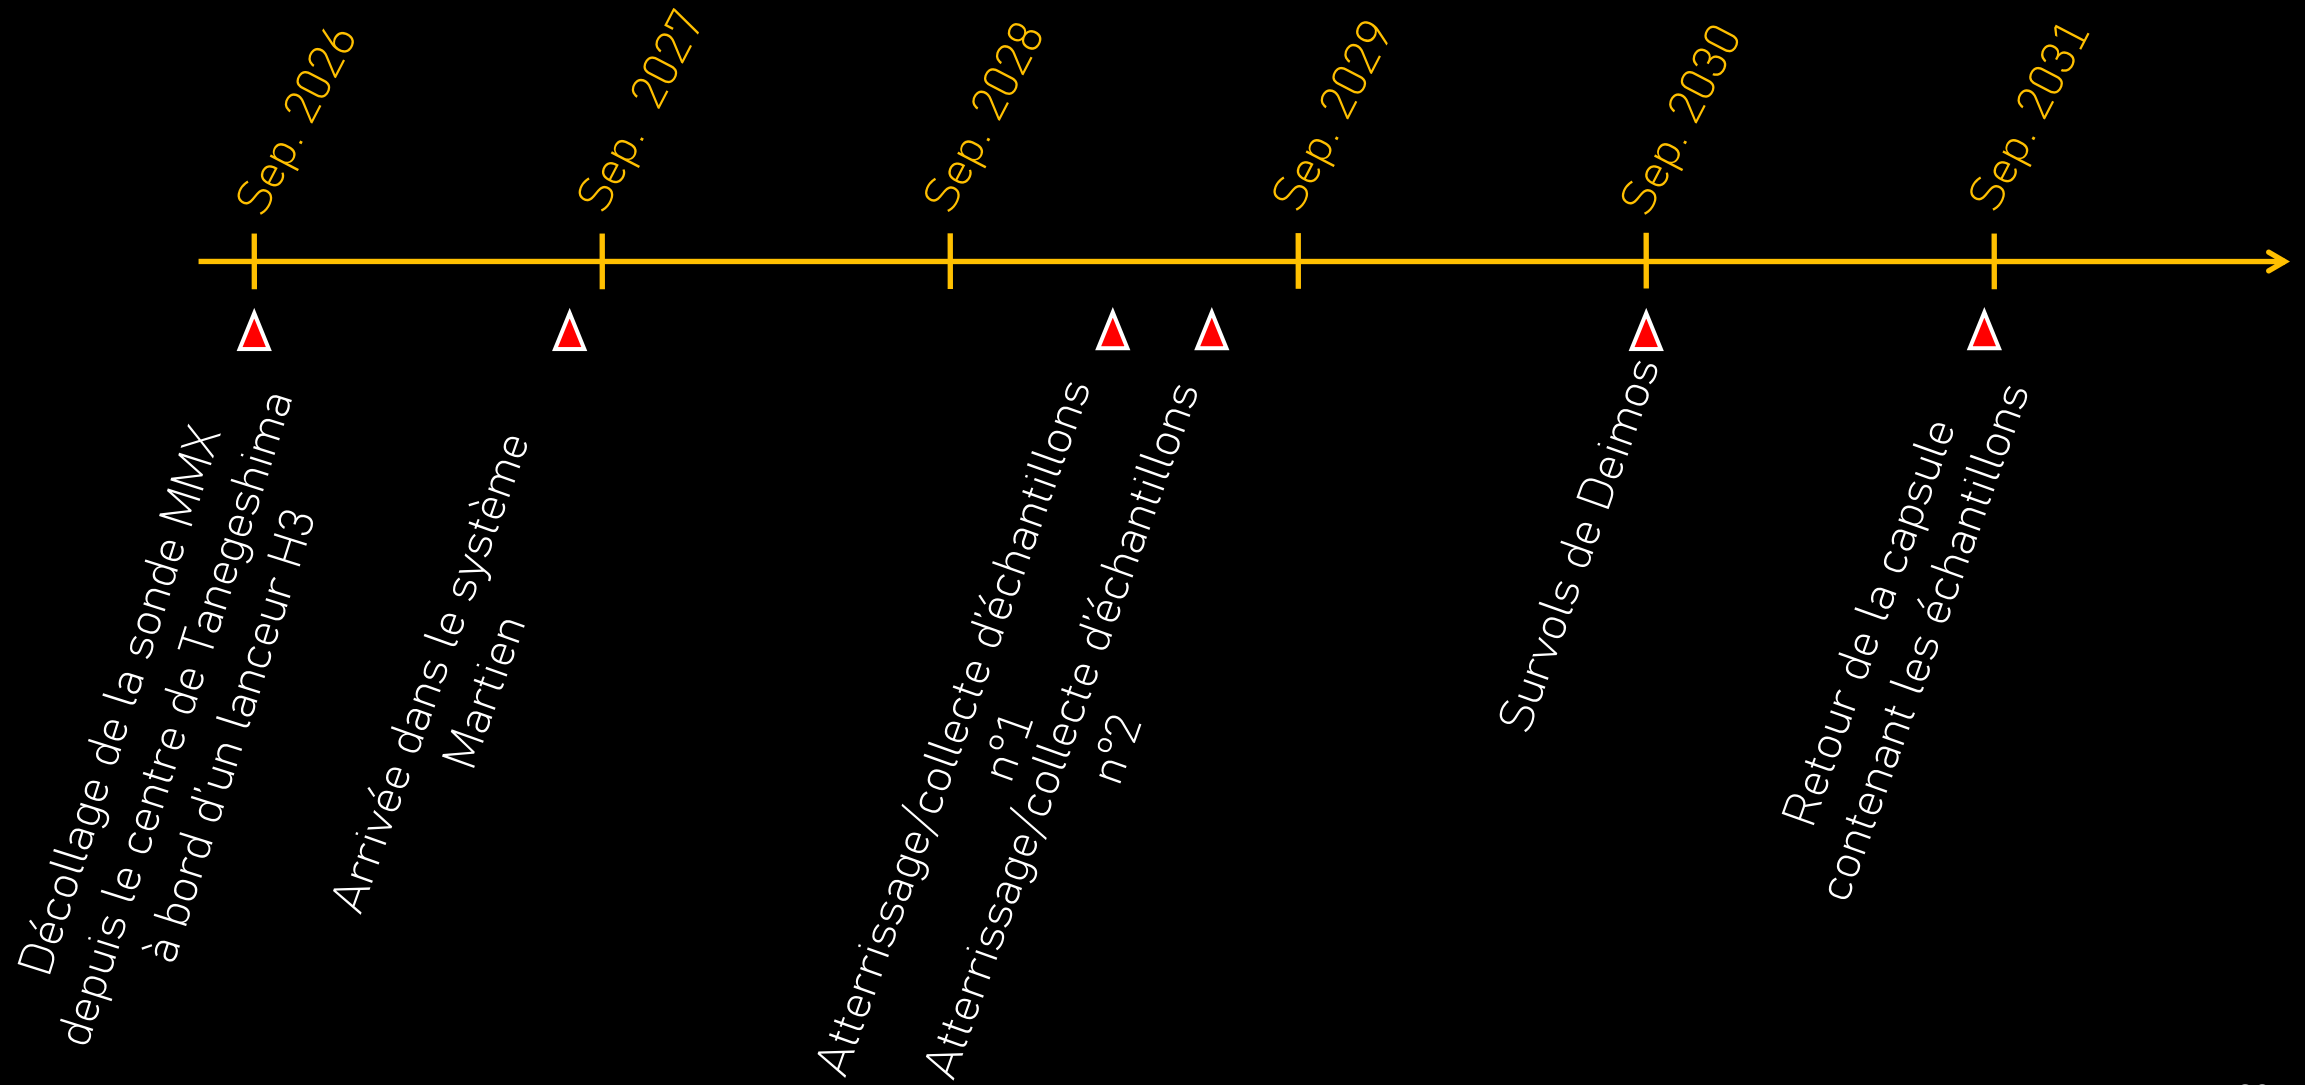 Sep. 2026
Sep. 2027
Sep. 2028
Sep. 2029
Sep. 2030
Sep. 2031
Décollage de la sonde MMX
depuis le centre de Tanegeshima
à bord d'un lanceur H3
Arrivée dans le système
Martien
Atterrissage/collecte d'échantillons
n°1
Atterrissage/collecte d'échantillons
n°2
Survols de Deimos
Retour de la capsule
contenant les échantillons